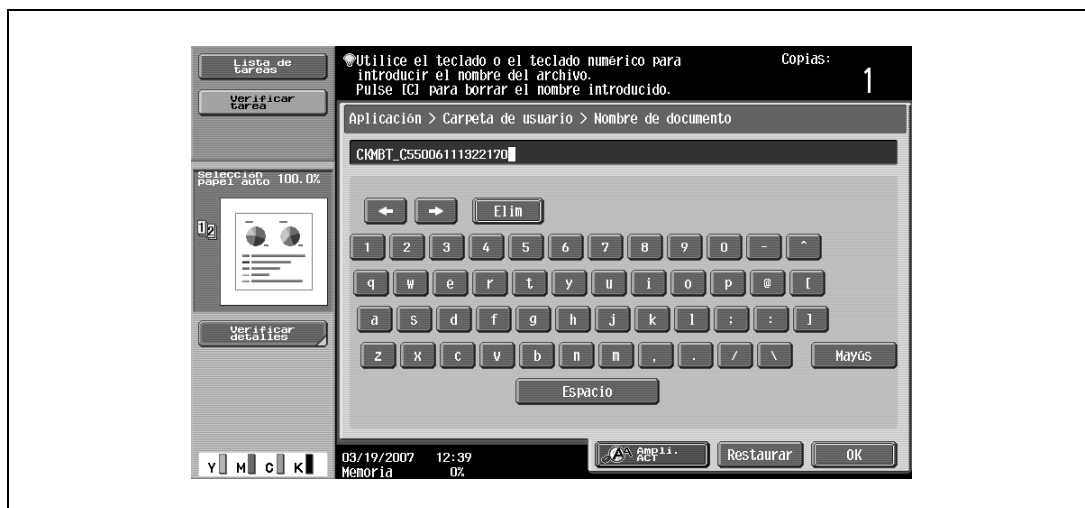 Lista de
tareas
Verificar
tarea
Utilice el teclado o el teclado numérico para
introducir el nombre del archivo.
Pulse [C] para borrar el nombre introducido.
Copias:
1
Aplicación > Carpeta de usuario > Nombre de documento
CKMBT_C55006111322170
Selección
papel auto 100.0%
12
Elim
1 2 3 4 5 6 7 8 9 0 - ^
q w e r t y u i o p @ [
a s d f g h j k l ; : ]
z x c v b n m , . / \ Mayús
Espacio
Verificar
detalles
Y M C K
03/19/2007 12:39
Memoria 0%
Ampli.
ACT
Restaurar
OK